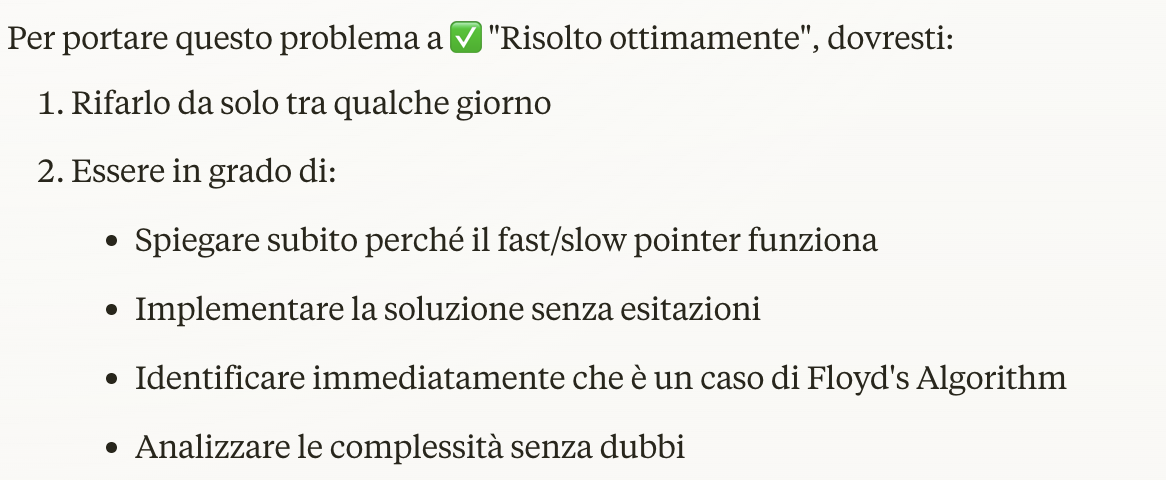 Per portare questo problema a ✅ "Risolto ottimamente", dovresti:
1. Rifarlo da solo tra qualche giorno
2. Essere in grado di:
• Spiegare subito perché il fast/slow pointer funziona
• Implementare la soluzione senza esitazioni
• Identificare immediatamente che è un caso di Floyd's Algorithm
• Analizzare le complessità senza dubbi